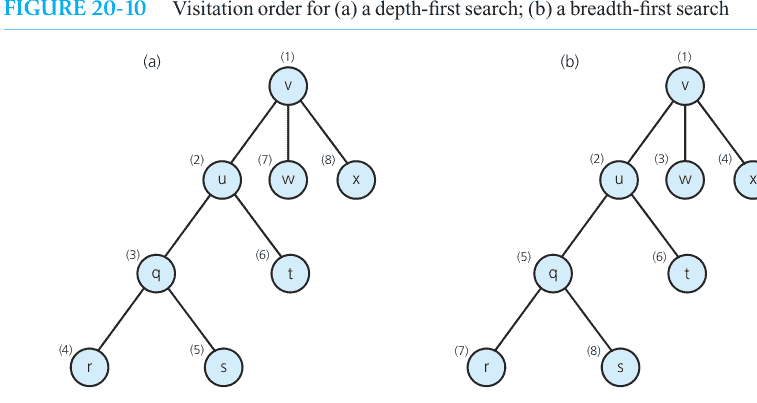 FIGURE 20-10 Visitation order for (a) a depth-first search; (b) a breadth-first search
(a) (1) (b) (1)
v v
(2) (7) (8) (2) (3) (4)
u w x u w x
(3) (6) (5) (6)
q t q t
(4) (5) (7) (8)
r s r s